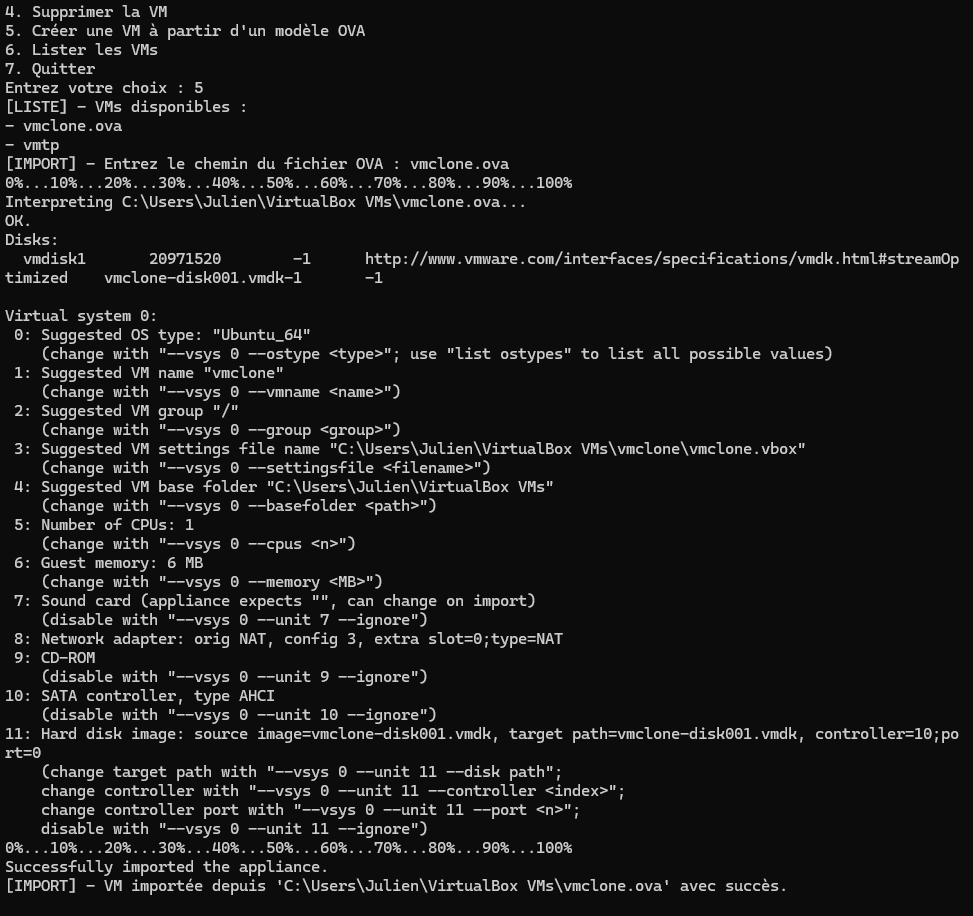 4. Supprimer la VM
5. Créer une VM à partir d'un modèle OVA
6. Lister les VMs
7. Quitter
Entrez votre choix : 5
[LISTE] - VMs disponibles :
- vmclone.ova
- vmtp
[IMPORT] - Entrez le chemin du fichier OVA : vmclone.ova
0%...10%...20%...30%...40%...50%...60%...70%...80%...90%...100%
Interpreting C:\Users\Julien\VirtualBox VMs\vmclone.ova...
OK.
Disks:
  vmdisk1       20971520        -1      http://www.vmware.com/interfaces/specifications/vmdk.html#streamOp
timized    vmclone-disk001.vmdk-1       -1

Virtual system 0:
 0: Suggested OS type: "Ubuntu_64"
    (change with "--vsys 0 --ostype <type>"; use "list ostypes" to list all possible values)
 1: Suggested VM name "vmclone"
    (change with "--vsys 0 --vmname <name>")
 2: Suggested VM group "/"
    (change with "--vsys 0 --group <group>")
 3: Suggested VM settings file name "C:\Users\Julien\VirtualBox VMs\vmclone\vmclone.vbox"
    (change with "--vsys 0 --settingsfile <filename>")
 4: Suggested VM base folder "C:\Users\Julien\VirtualBox VMs"
    (change with "--vsys 0 --basefolder <path>")
 5: Number of CPUs: 1
    (change with "--vsys 0 --cpus <n>")
 6: Guest memory: 6 MB
    (change with "--vsys 0 --memory <MB>")
 7: Sound card (appliance expects "", can change on import)
    (disable with "--vsys 0 --unit 7 --ignore")
 8: Network adapter: orig NAT, config 3, extra slot=0;type=NAT
 9: CD-ROM
    (disable with "--vsys 0 --unit 9 --ignore")
10: SATA controller, type AHCI
    (disable with "--vsys 0 --unit 10 --ignore")
11: Hard disk image: source image=vmclone-disk001.vmdk, target path=vmclone-disk001.vmdk, controller=10;po
rt=0
    (change target path with "--vsys 0 --unit 11 --disk path";
    change controller with "--vsys 0 --unit 11 --controller <index>";
    change controller port with "--vsys 0 --unit 11 --port <n>";
    disable with "--vsys 0 --unit 11 --ignore")
0%...10%...20%...30%...40%...50%...60%...70%...80%...90%...100%
Successfully imported the appliance.
[IMPORT] - VM importée depuis 'C:\Users\Julien\VirtualBox VMs\vmclone.ova' avec succès.